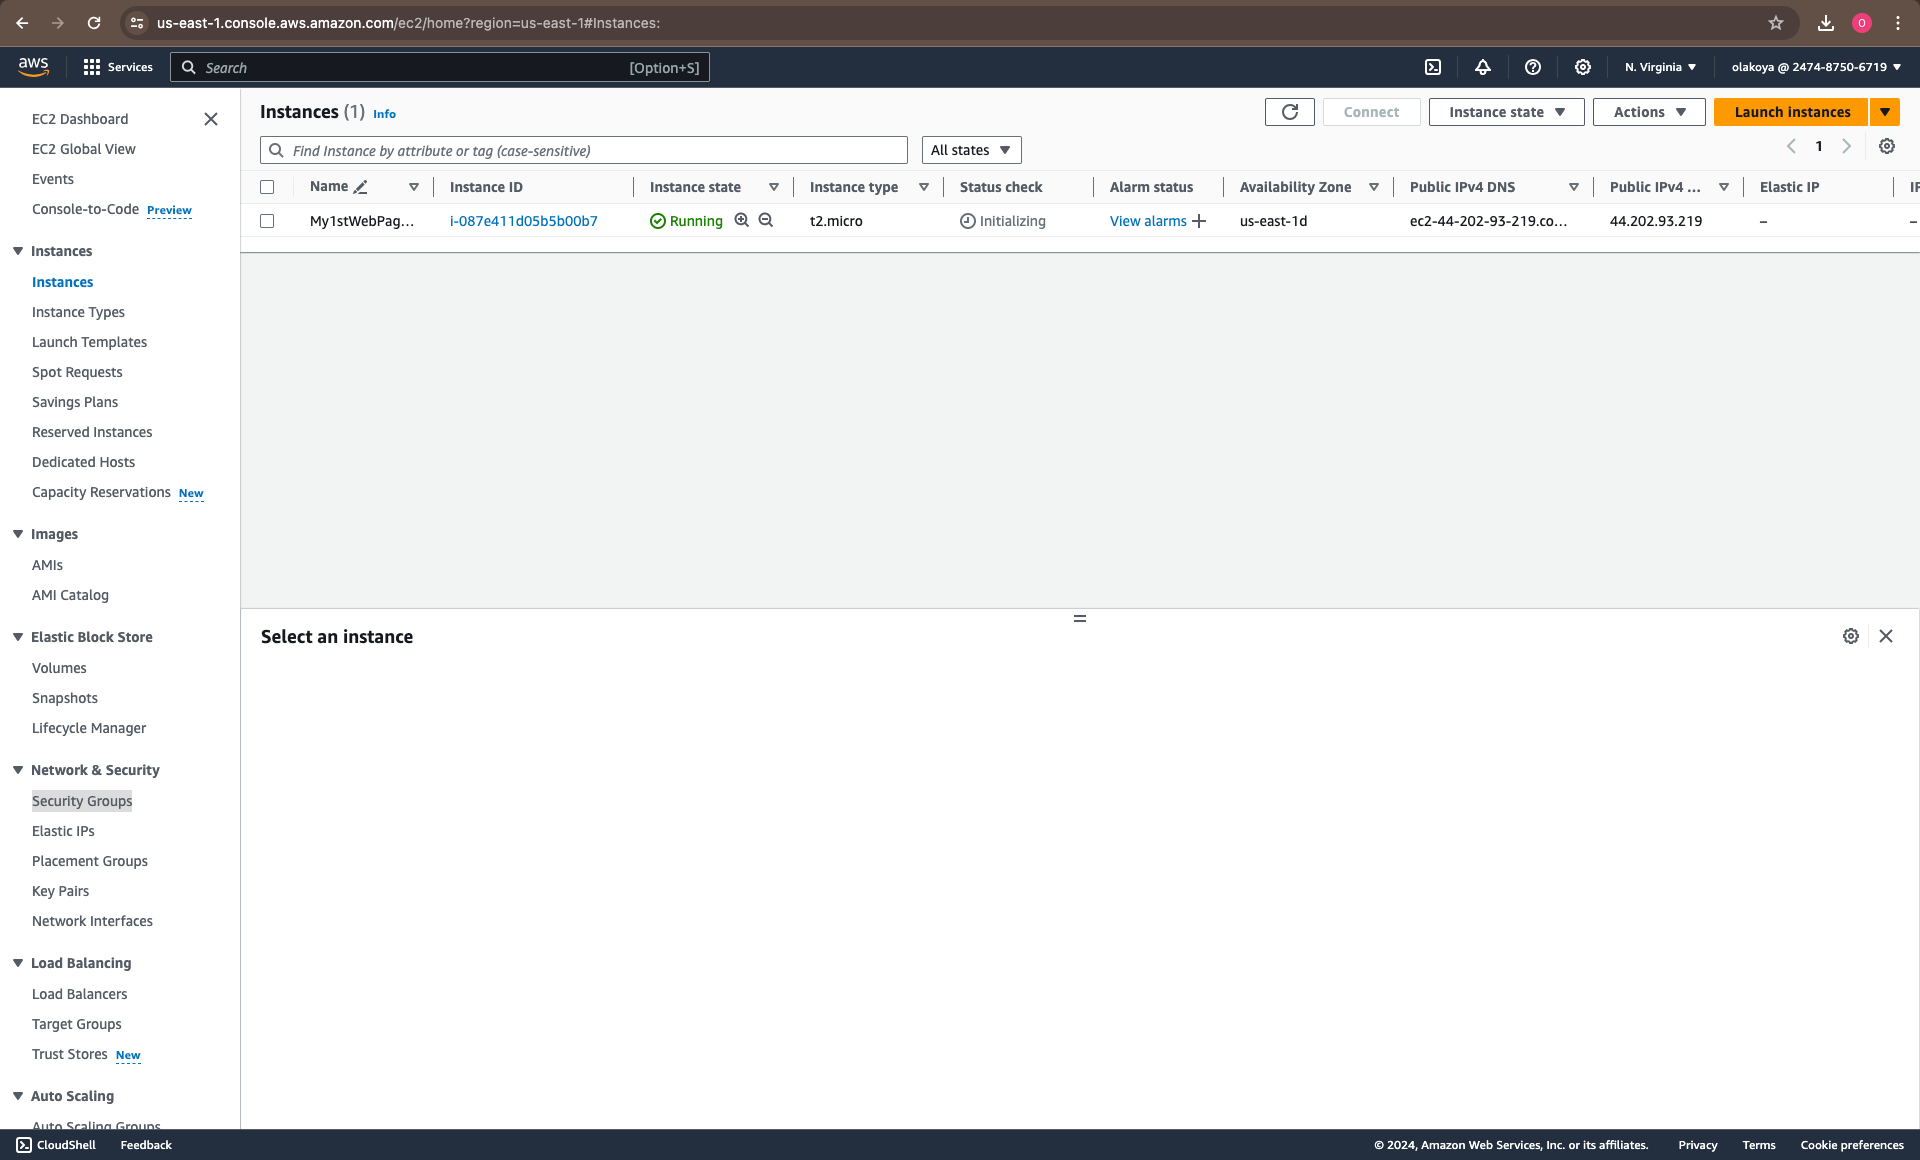 us-east-1.console.aws.amazon.com/ec2/home?region=us-east-1#Instances:
O
aws
Services
Search
[Option+S]
N. Virginia
olakoya @ 2474-8750-6719
EC2 Dashboard
EC2 Global View
Events
Console-to-Code Preview
Instances
Instances
Instance Types
Launch Templates
Spot Requests
Savings Plans
Reserved Instances
Dedicated Hosts
Capacity Reservations New
Images
AMIs
AMI Catalog
Elastic Block Store
Volumes
Snapshots
Lifecycle Manager
Network & Security
Security Groups
Elastic IPs
Placement Groups
Key Pairs
Network Interfaces
Load Balancing
Load Balancers
Target Groups
Trust Stores New
Auto Scaling
Auto Scaling Groups
Instances (1) Info
Connect
Instance state
Actions
Launch instances
Find Instance by attribute or tag (case-sensitive)
All states
1
Name Instance ID Instance state Instance type Status check Alarm status Availability Zone Public IPv4 DNS Public IPv4 ... Elastic IP IP
My1stWebPag... i-087e411d05b5b00b7 Running t2.micro Initializing View alarms + us-east-1d ec2-44-202-93-219.co... 44.202.93.219 – –
Select an instance
CloudShell Feedback
© 2024, Amazon Web Services, Inc. or its affiliates. Privacy Terms Cookie preferences